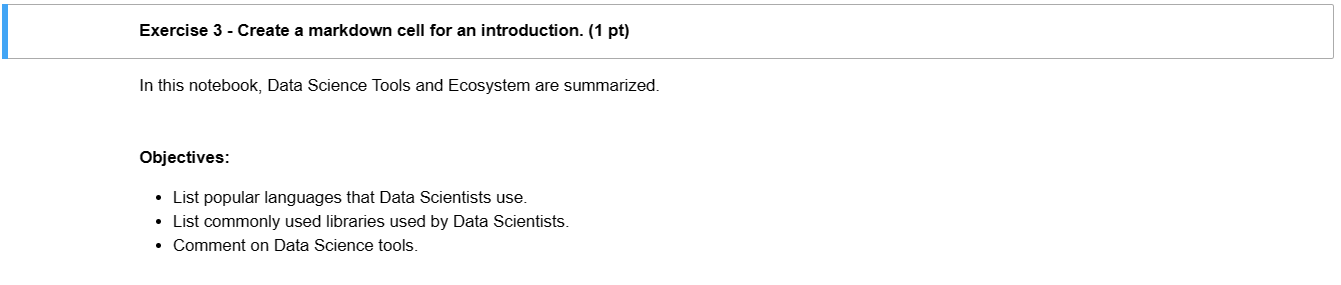 Exercise 3 - Create a markdown cell for an introduction. (1 pt)
In this notebook, Data Science Tools and Ecosystem are summarized.
Objectives:
• List popular languages that Data Scientists use.
• List commonly used libraries used by Data Scientists.
• Comment on Data Science tools.